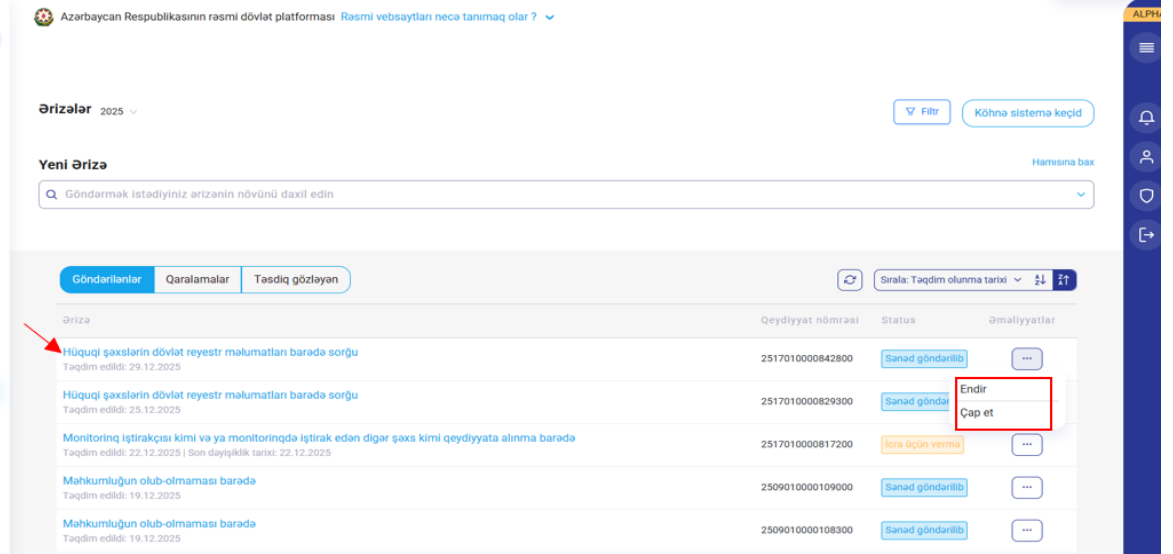 Azərbaycan Respublikasının rəsmi dövlət platforması Rəsmi vebsaytları necə tanımaq olar ?
ALPHA
Ərizələr 2025
Filtr
Köhnə sistemə keçid
Yeni Ərizə
Hamısına bax
Göndərmək istədiyiniz ərizənin növünü daxil edin
Göndərilənlər Qaralamalar Təsdiq gözləyən
Sırala: Təqdim olunma tarixi
Ərizə Qeydiyyat nömrəsi Status Əməliyyatlar
Hüquqi şəxslərin dövlət reyestr məlumatları barədə sorğu
Təqdim edildi: 29.12.2025
2517010000842800 Sənəd göndərilib ...
Endir
Çap et
Hüquqi şəxslərin dövlət reyestr məlumatları barədə sorğu
Təqdim edildi: 25.12.2025
2517010000829300 Sənəd göndər
Monitorinq iştirakçısı kimi və ya monitorinqdə iştirak edən digər şəxs kimi qeydiyyata alınma barədə
Təqdim edildi: 22.12.2025 | Son dəyişiklik tarixi: 22.12.2025
2517010000817200 İcra üçün vermə ...
Məhkumluğun olub-olmaması barədə
Təqdim edildi: 19.12.2025
2509010000109000 Sənəd göndərilib ...
Məhkumluğun olub-olmaması barədə
Təqdim edildi: 19.12.2025
2509010000108300 Sənəd göndərilib ...